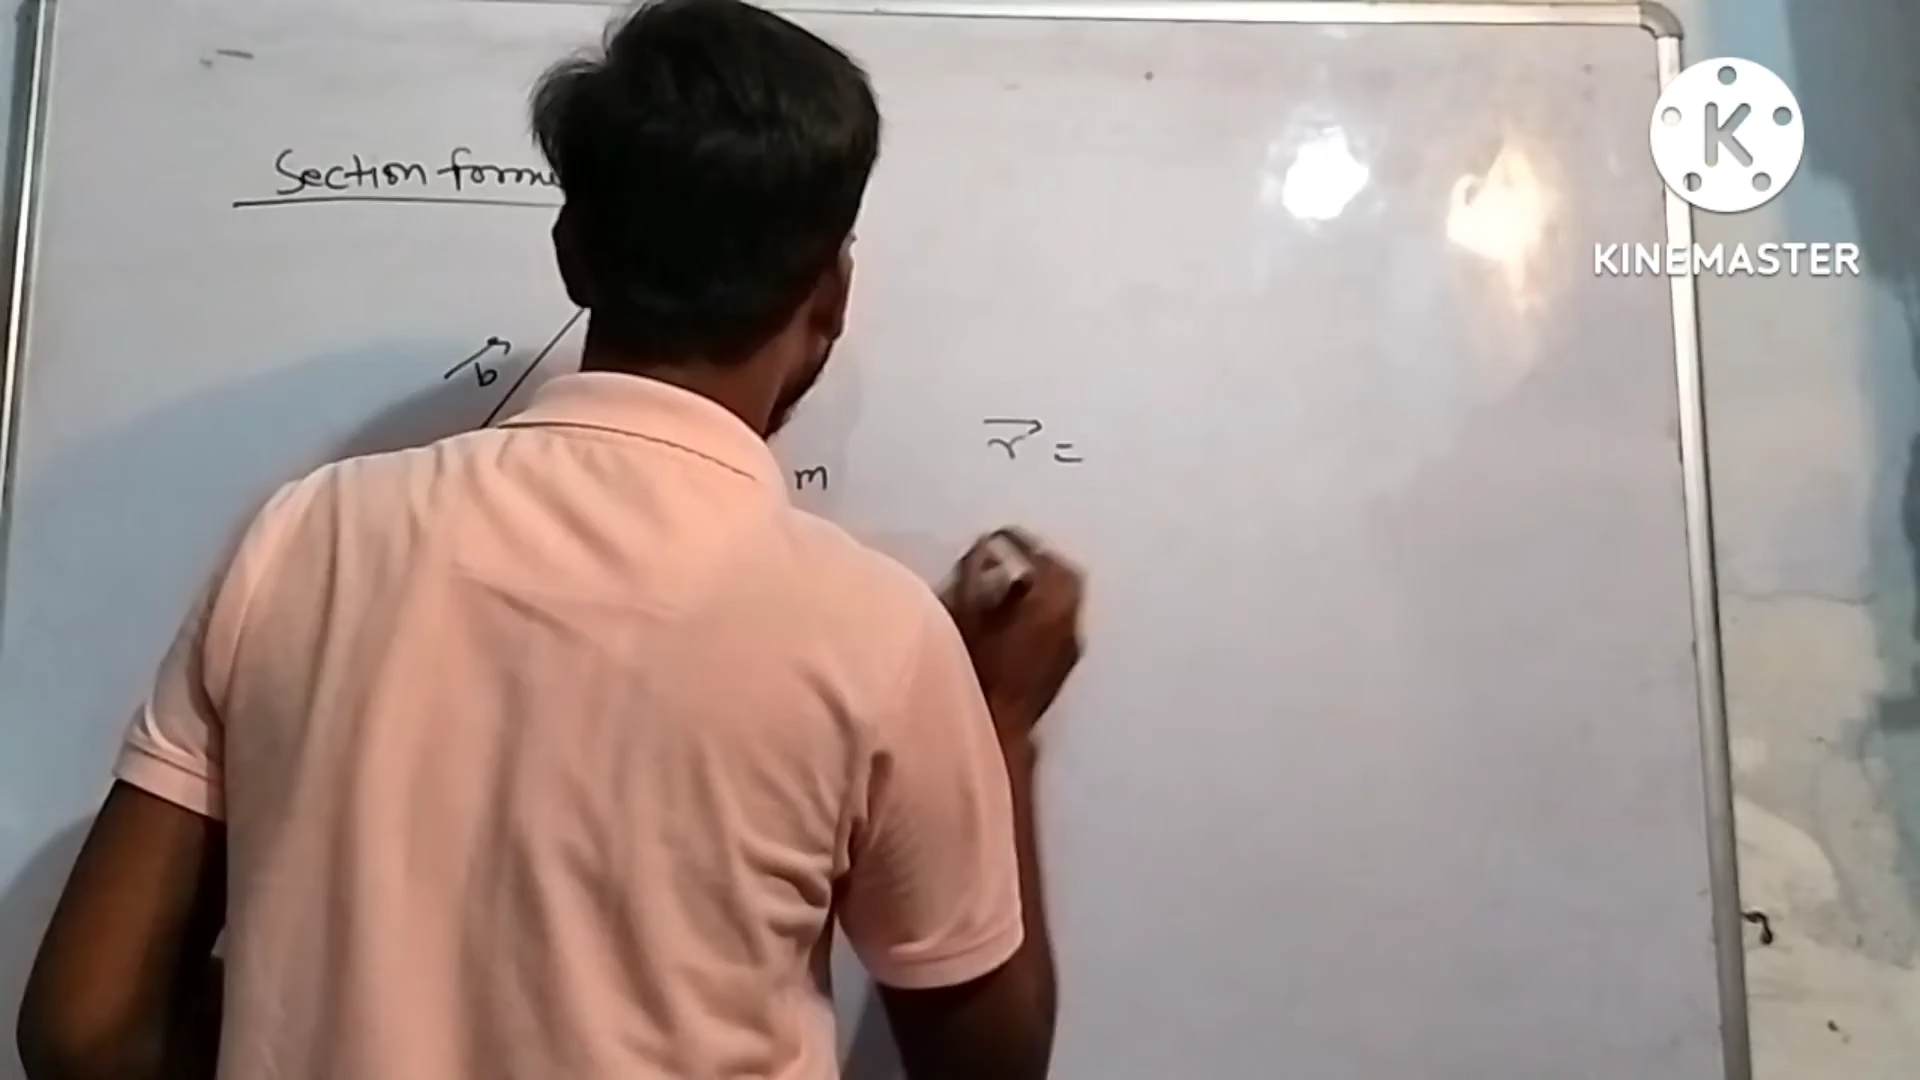 Section formu
b
m
r =
K
KINEMASTER